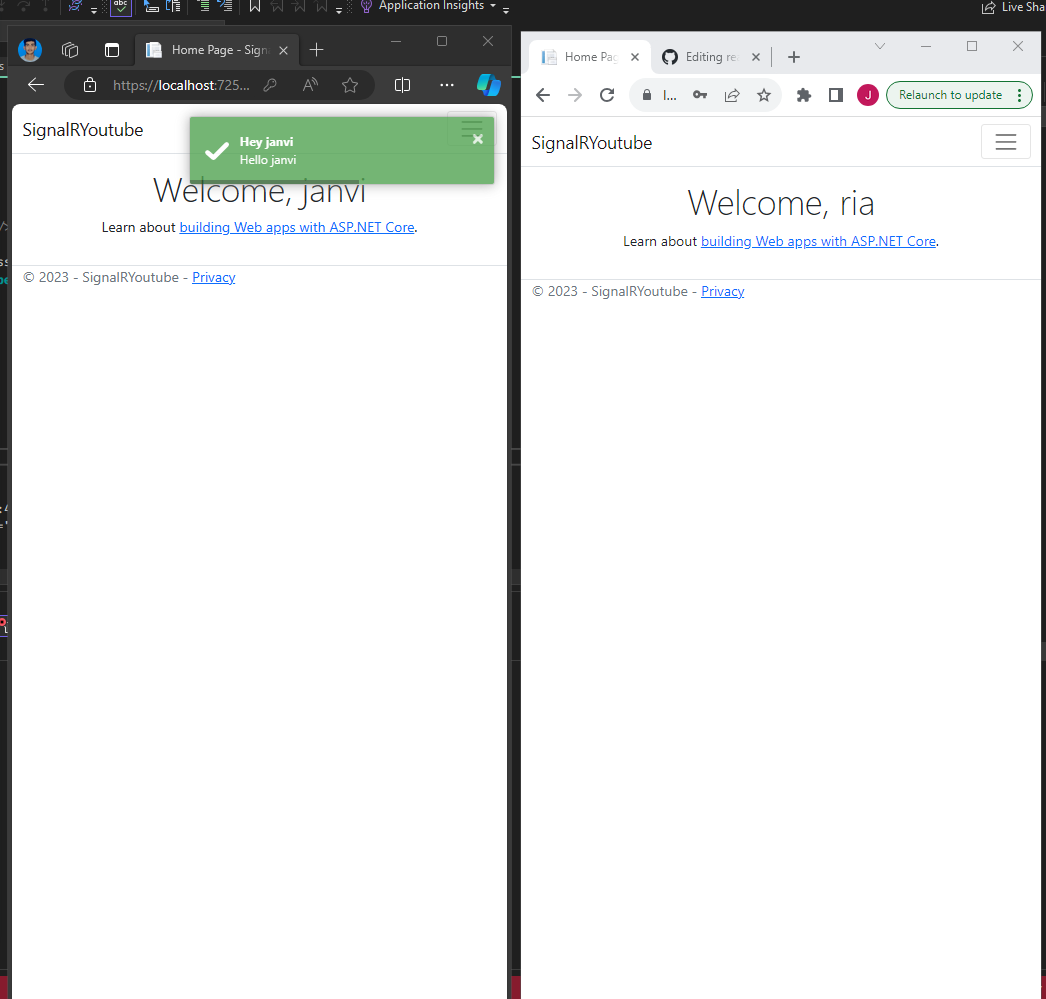 abc
Application Insights
Live Sha
Home Page - Sign
https://localhost:725...
SignalRYoutube
Hey janvi
Hello janvi
Welcome, janvi
Learn about building Web apps with ASP.NET Core.
© 2023 - SignalRYoutube - Privacy
Home Pag
Editing re
l...
J
Relaunch to update
SignalRYoutube
Welcome, ria
Learn about building Web apps with ASP.NET Core.
© 2023 - SignalRYoutube - Privacy